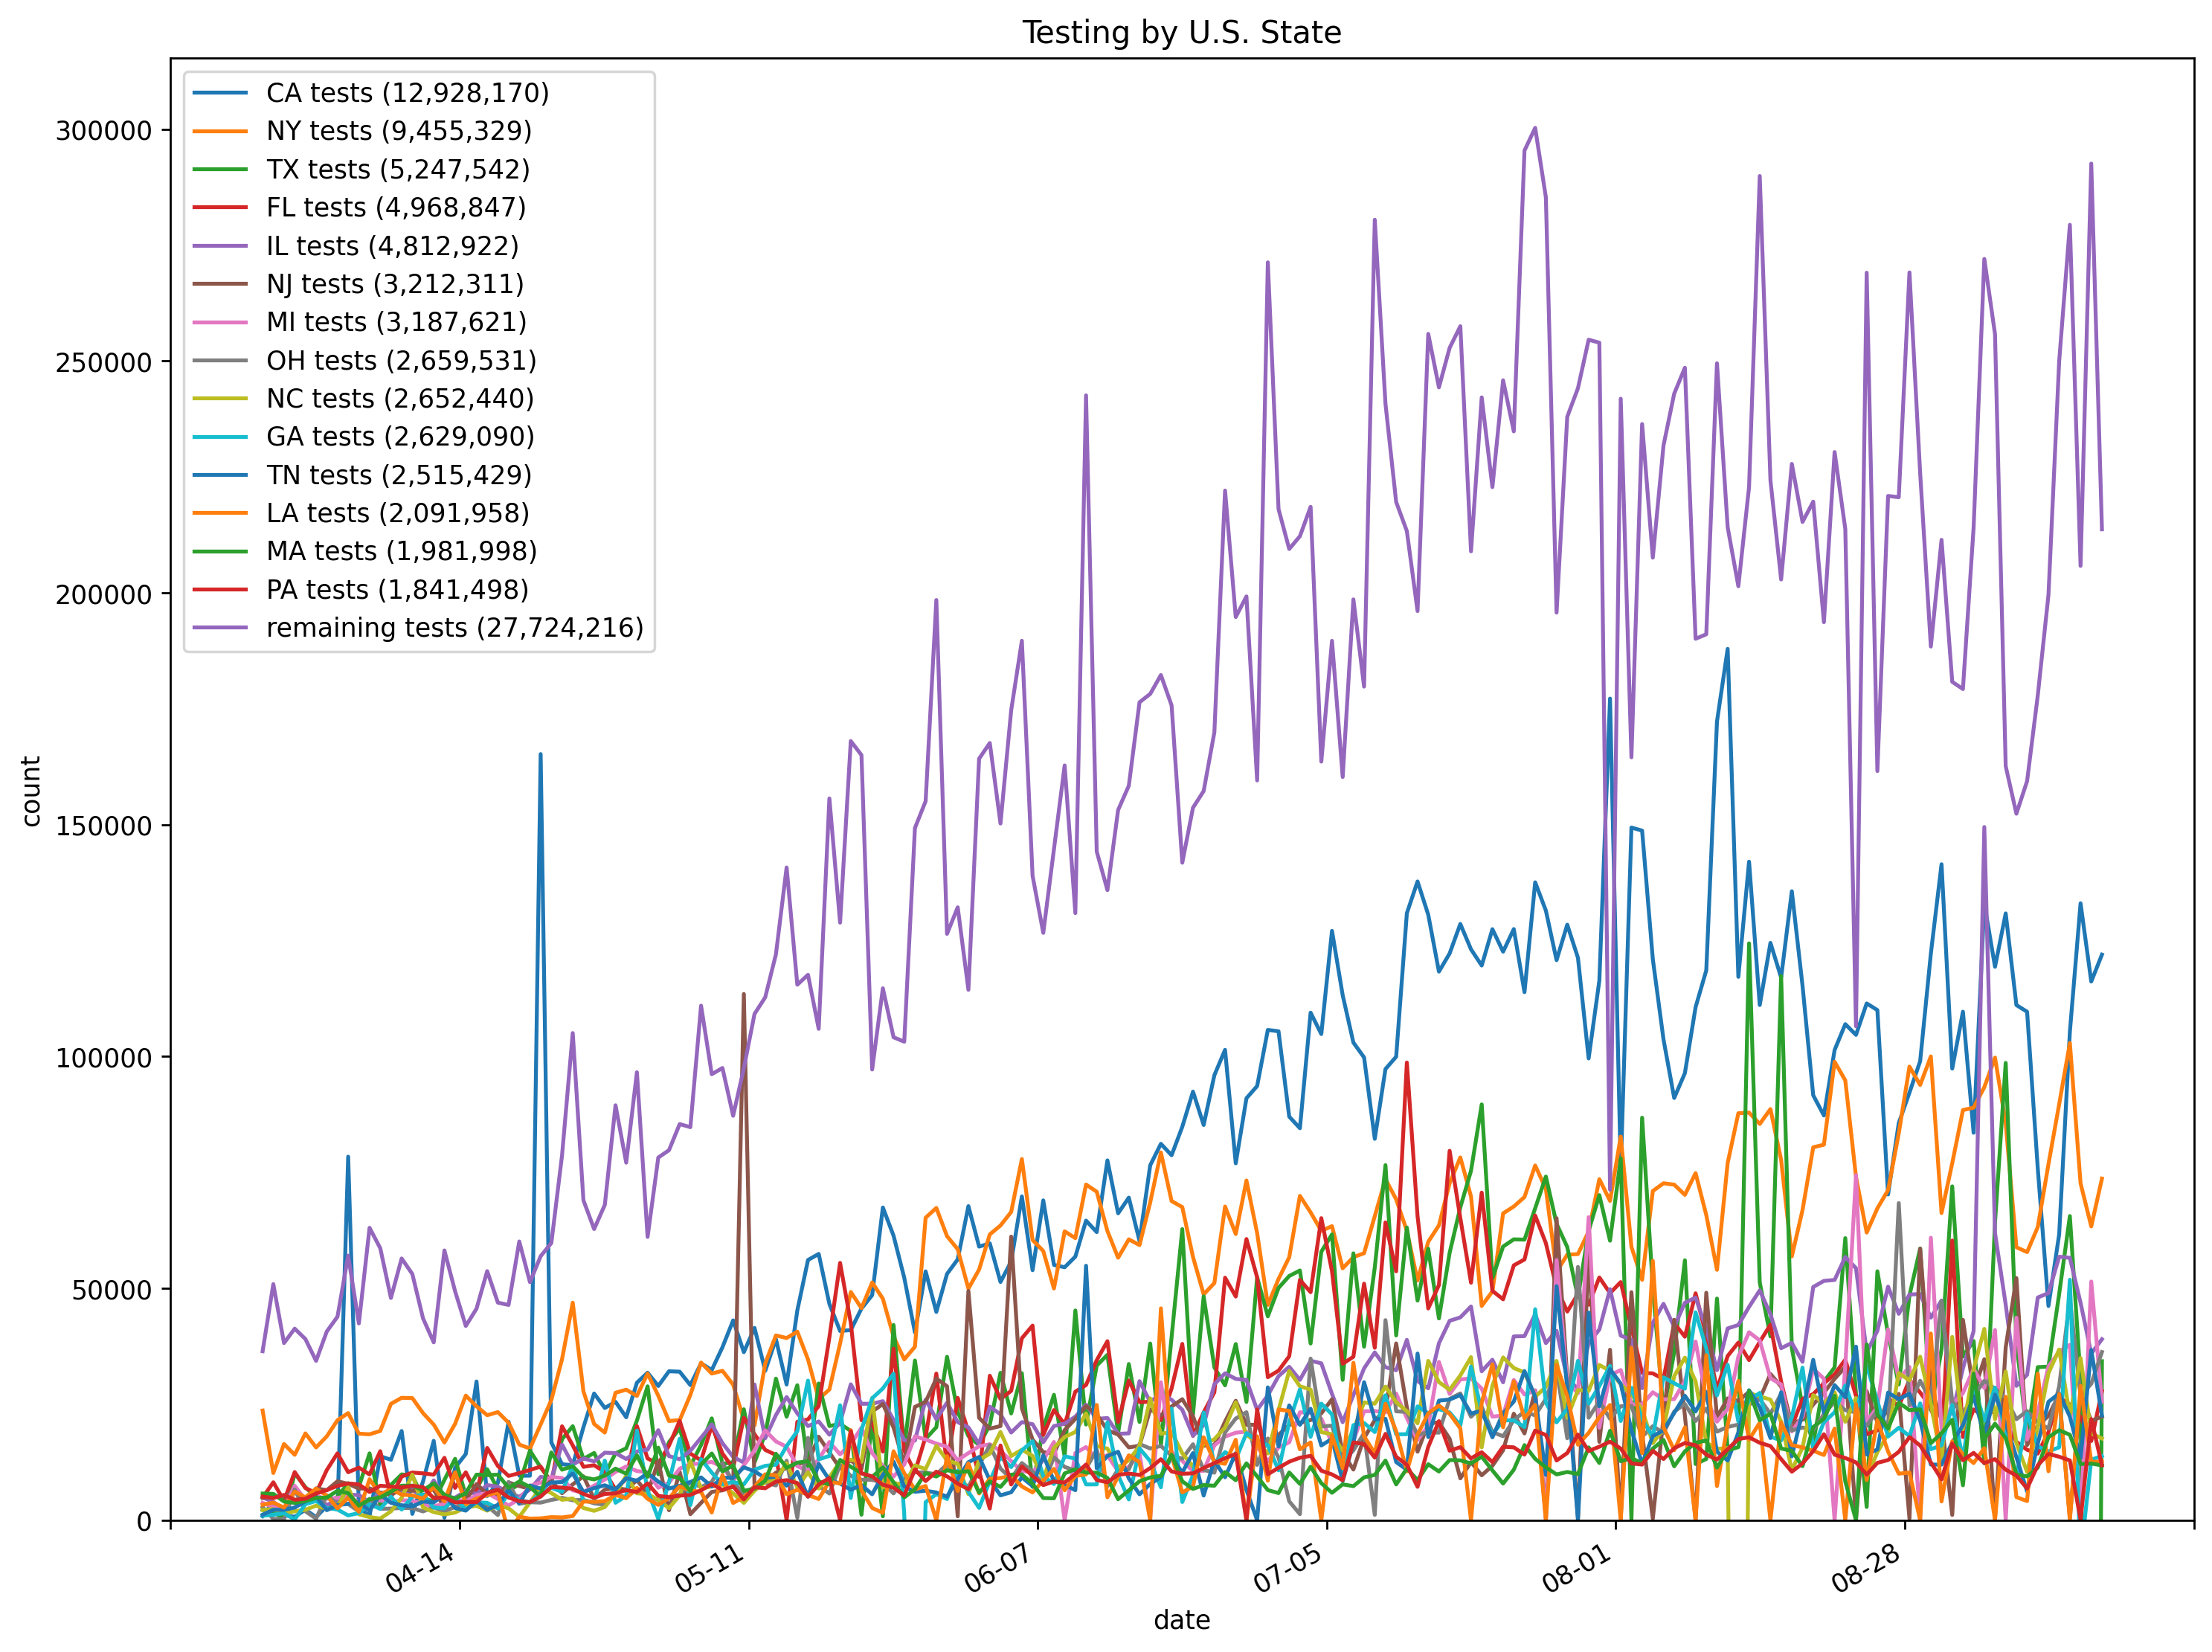 Testing by U.S. State
CA tests (12,928,170)
NY tests (9,455,329)
TX tests (5,247,542)
FL tests (4,968,847)
IL tests (4,812,922)
NJ tests (3,212,311)
MI tests (3,187,621)
OH tests (2,659,531)
NC tests (2,652,440)
GA tests (2,629,090)
TN tests (2,515,429)
LA tests (2,091,958)
MA tests (1,981,998)
PA tests (1,841,498)
remaining tests (27,724,216)
300000
250000
200000
150000
100000
50000
0
count
04-14
05-11
06-07
07-05
08-01
08-28
date